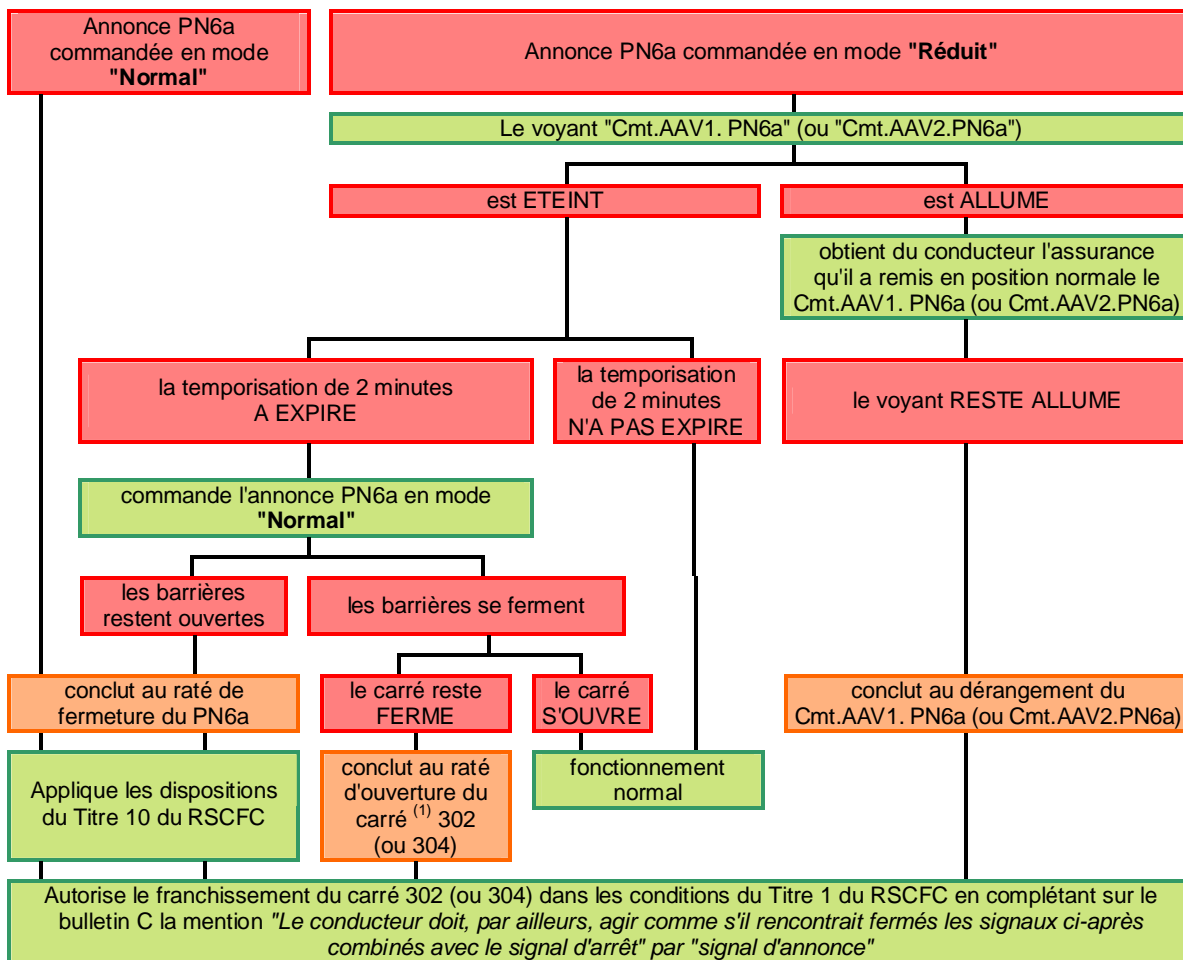 Annonce PN6a
commandée en mode
"Normal"
Annonce PN6a commandée en mode "Réduit"
Le voyant "Cmt.AAV1. PN6a" (ou "Cmt.AAV2.PN6a")
est ETEINT
est ALLUME
obtient du conducteur l'assurance
qu'il a remis en position normale le
Cmt.AAV1. PN6a (ou Cmt.AAV2.PN6a)
la temporisation de 2 minutes
A EXPIRE
la temporisation
de 2 minutes
N'A PAS EXPIRE
le voyant RESTE ALLUME
commande l'annonce PN6a en mode
"Normal"
les barrières
restent ouvertes
les barrières se ferment
conclut au raté de
fermeture du PN6a
le carré reste
FERME
le carré
S'OUVRE
conclut au dérangement du
Cmt.AAV1. PN6a (ou Cmt.AAV2.PN6a)
Applique les dispositions
du Titre 10 du RSCFC
conclut au raté
d'ouverture du
carré (1) 302
(ou 304)
fonctionnement
normal
Autorise le franchissement du carré 302 (ou 304) dans les conditions du Titre 1 du RSCFC en complétant sur le
bulletin C la mention "Le conducteur doit, par ailleurs, agir comme s'il rencontrait fermés les signaux ci-après
combinés avec le signal d'arrêt" par "signal d'annonce"